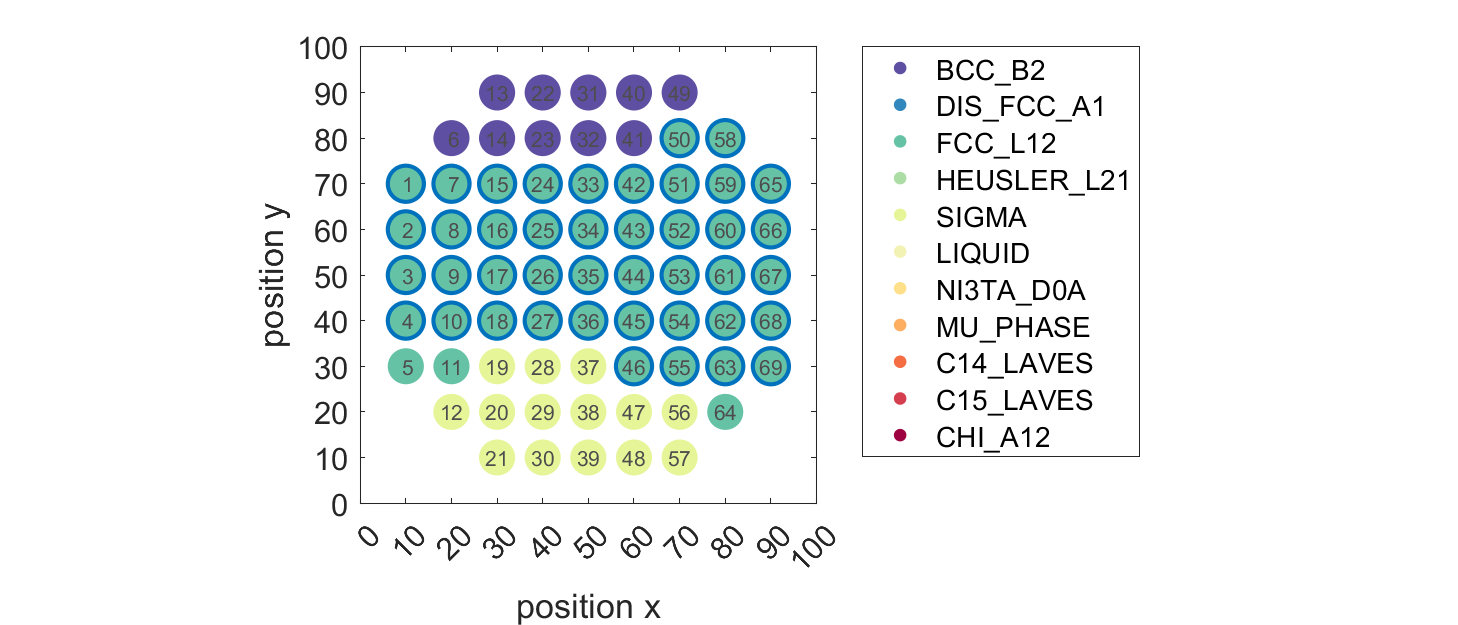 100
90
80
70
60
50
40
30
20
10
0
position y
13 22 31 40 49
6 14 23 32 41 50 58
1 7 15 24 33 42 51 59 65
2 8 16 25 34 43 52 60 66
3 9 17 26 35 44 53 61 67
4 10 18 27 36 45 54 62 68
5 11 19 28 37 46 55 63 69
12 20 29 38 47 56 64
21 30 39 48 57
0 10 20 30 40 50 60 70 80 90 100
position x
BCC_B2
DIS_FCC_A1
FCC_L12
HEUSLER_L21
SIGMA
LIQUID
NI3TA_D0A
MU_PHASE
C14_LAVES
C15_LAVES
CHI_A12